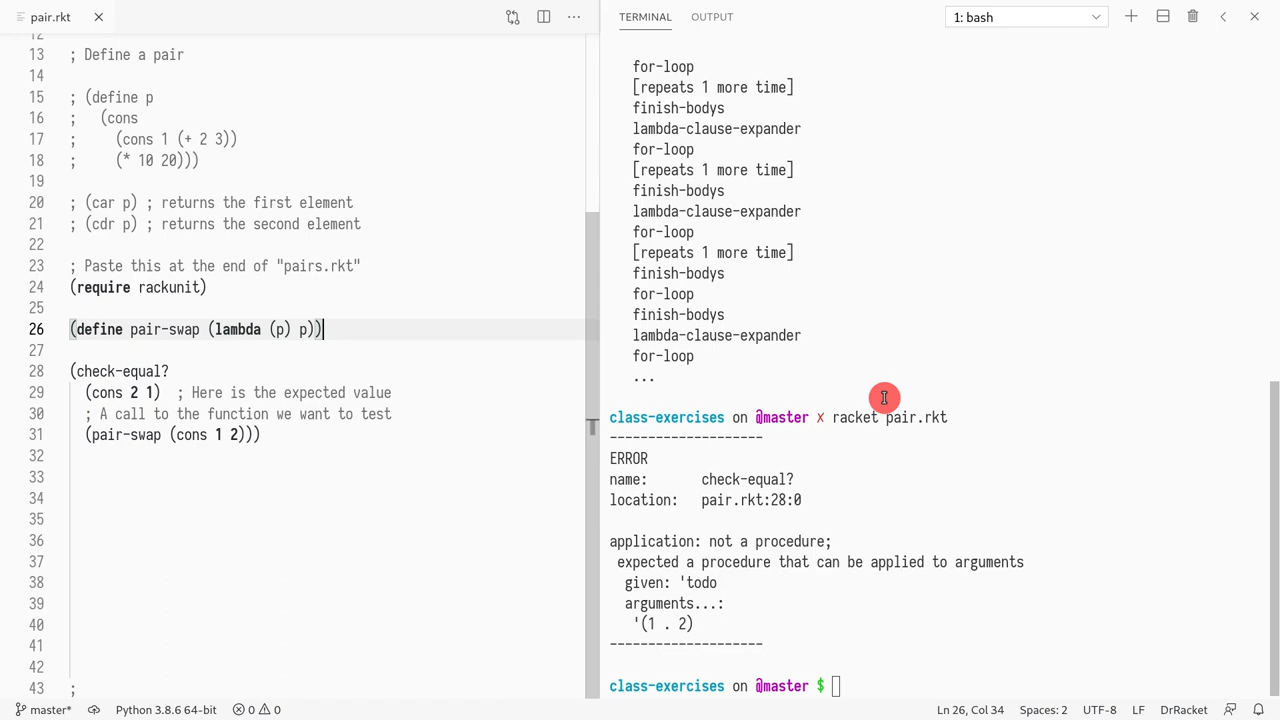 pair.rkt
12
13 ; Define a pair
14
15 ; (define p
16 ;   (cons
17 ;     (cons 1 (+ 2 3))
18 ;     (* 10 20)))
19
20 ; (car p) ; returns the first element
21 ; (cdr p) ; returns the second element
22
23 ; Paste this at the end of "pairs.rkt"
24 (require rackunit)
25
26 (define pair-swap (lambda (p) p))
27
28 (check-equal?
29   (cons 2 1)  ; Here is the expected value
30   ; A call to the function we want to test
31   (pair-swap (cons 1 2)))
32
33
34
35
36
37
38
39
40
41
42
43 ;
TERMINAL OUTPUT 1: bash
for-loop
[repeats 1 more time]
finish-bodys
lambda-clause-expander
for-loop
[repeats 1 more time]
finish-bodys
lambda-clause-expander
for-loop
[repeats 1 more time]
finish-bodys
for-loop
finish-bodys
lambda-clause-expander
for-loop
...
class-exercises on @master ✗ racket pair.rkt
--------------------
ERROR
name:       check-equal?
location:   pair.rkt:28:0
application: not a procedure;
 expected a procedure that can be applied to arguments
  given: 'todo
  arguments...:
   '(1 . 2)
--------------------
class-exercises on @master $
master* Python 3.8.6 64-bit 0 0 Ln 26, Col 34 Spaces: 2 UTF-8 LF DrRacket